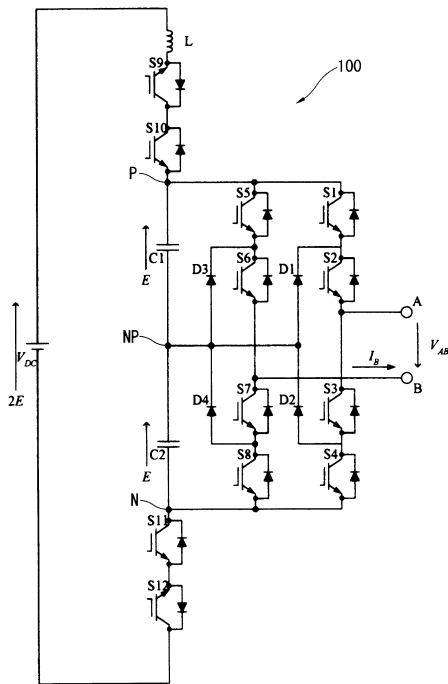 L
S9
100
S10
P
S5
S1
C1
E
D3
S6
D1
S2
A
NP
V_DC
2E
I_B
V_AB
B
S7
D4
D2
S3
C2
E
S8
S4
N
S11
S12